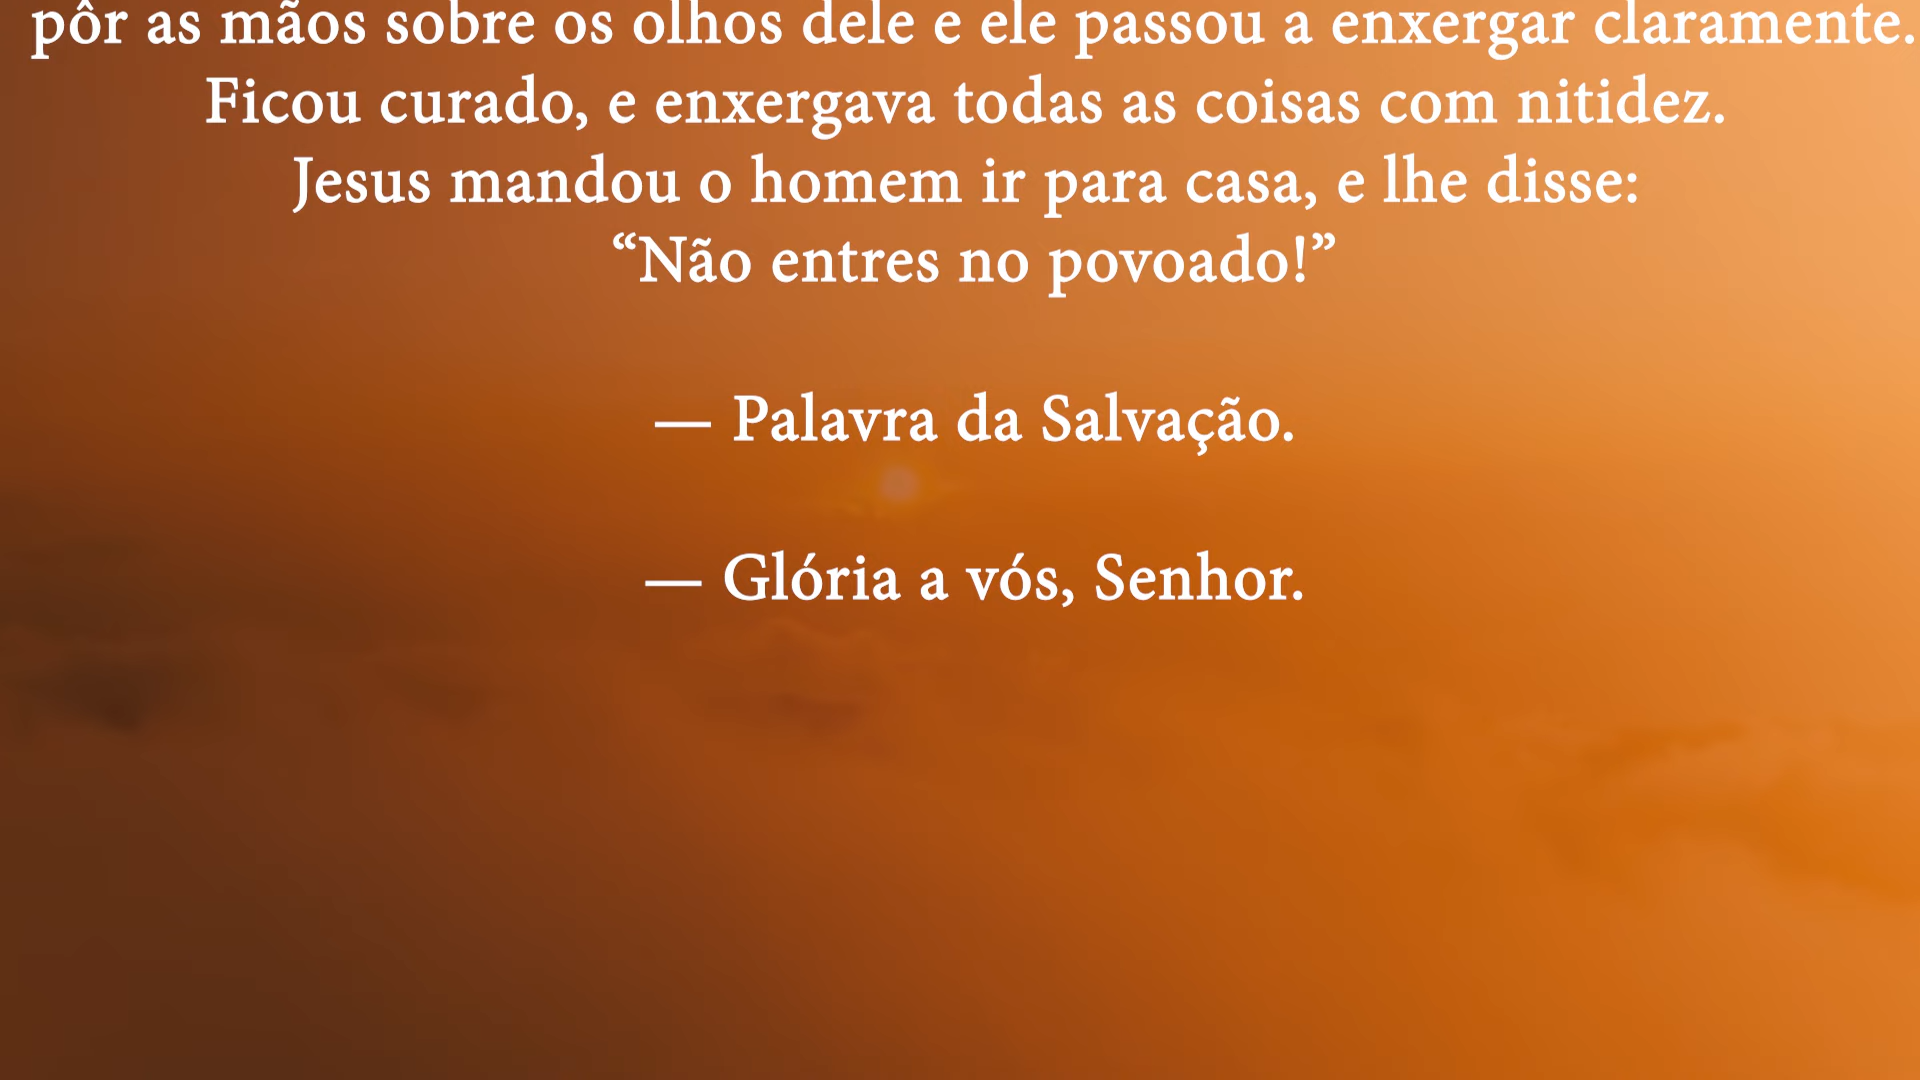 pôr as mãos sobre os olhos dele e ele passou a enxergar claramente.
Ficou curado, e enxergava todas as coisas com nitidez.
Jesus mandou o homem ir para casa, e lhe disse:
“Não entres no povoado!”
— Palavra da Salvação.
— Glória a vós, Senhor.